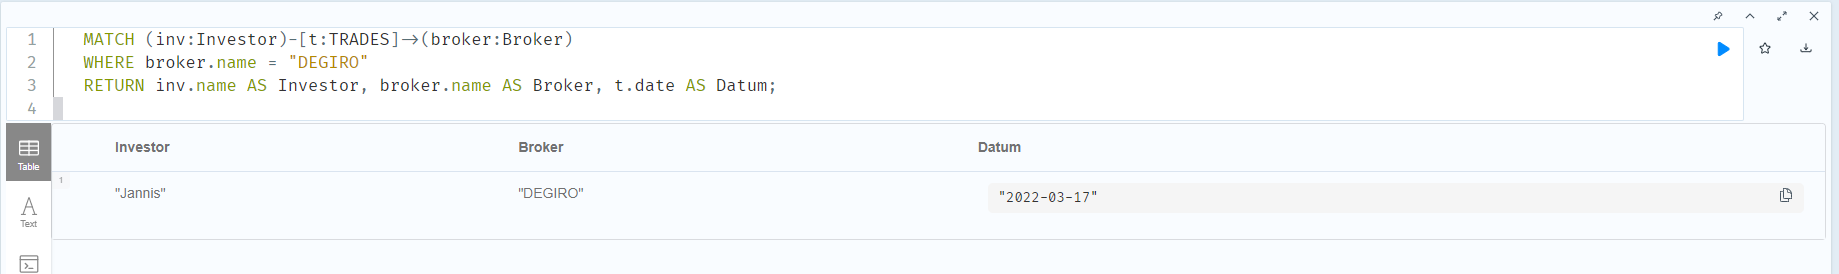 1 MATCH (inv:Investor)-[t:TRADES]->(broker:Broker)
2 WHERE broker.name = "DEGIRO"
3 RETURN inv.name AS Investor, broker.name AS Broker, t.date AS Datum;
4
Table
Investor Broker Datum
1 "Jannis" "DEGIRO" "2022-03-17"
A
Text